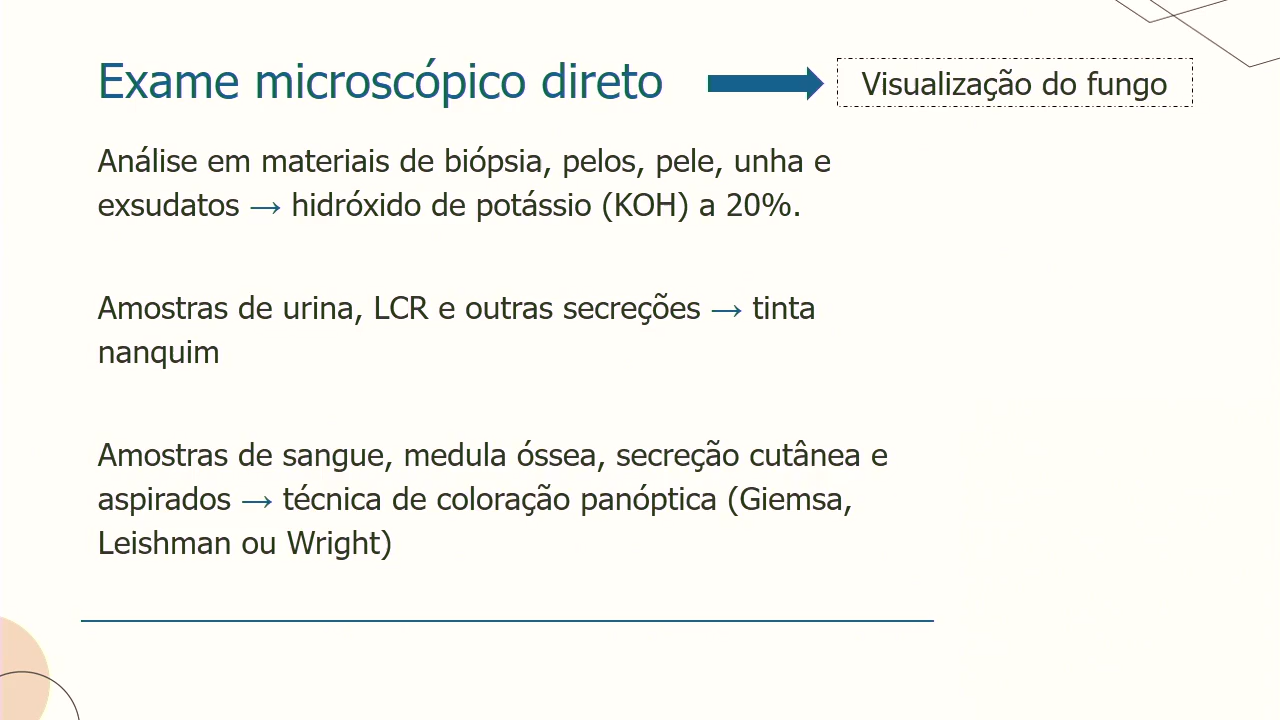 Exame microscópico direto
Visualização do fungo
Análise em materiais de biópsia, pelos, pele, unha e
exsudatos → hidróxido de potássio (KOH) a 20%.
Amostras de urina, LCR e outras secreções → tinta
nanquim
Amostras de sangue, medula óssea, secreção cutânea e
aspirados → técnica de coloração panóptica (Giemsa,
Leishman ou Wright)